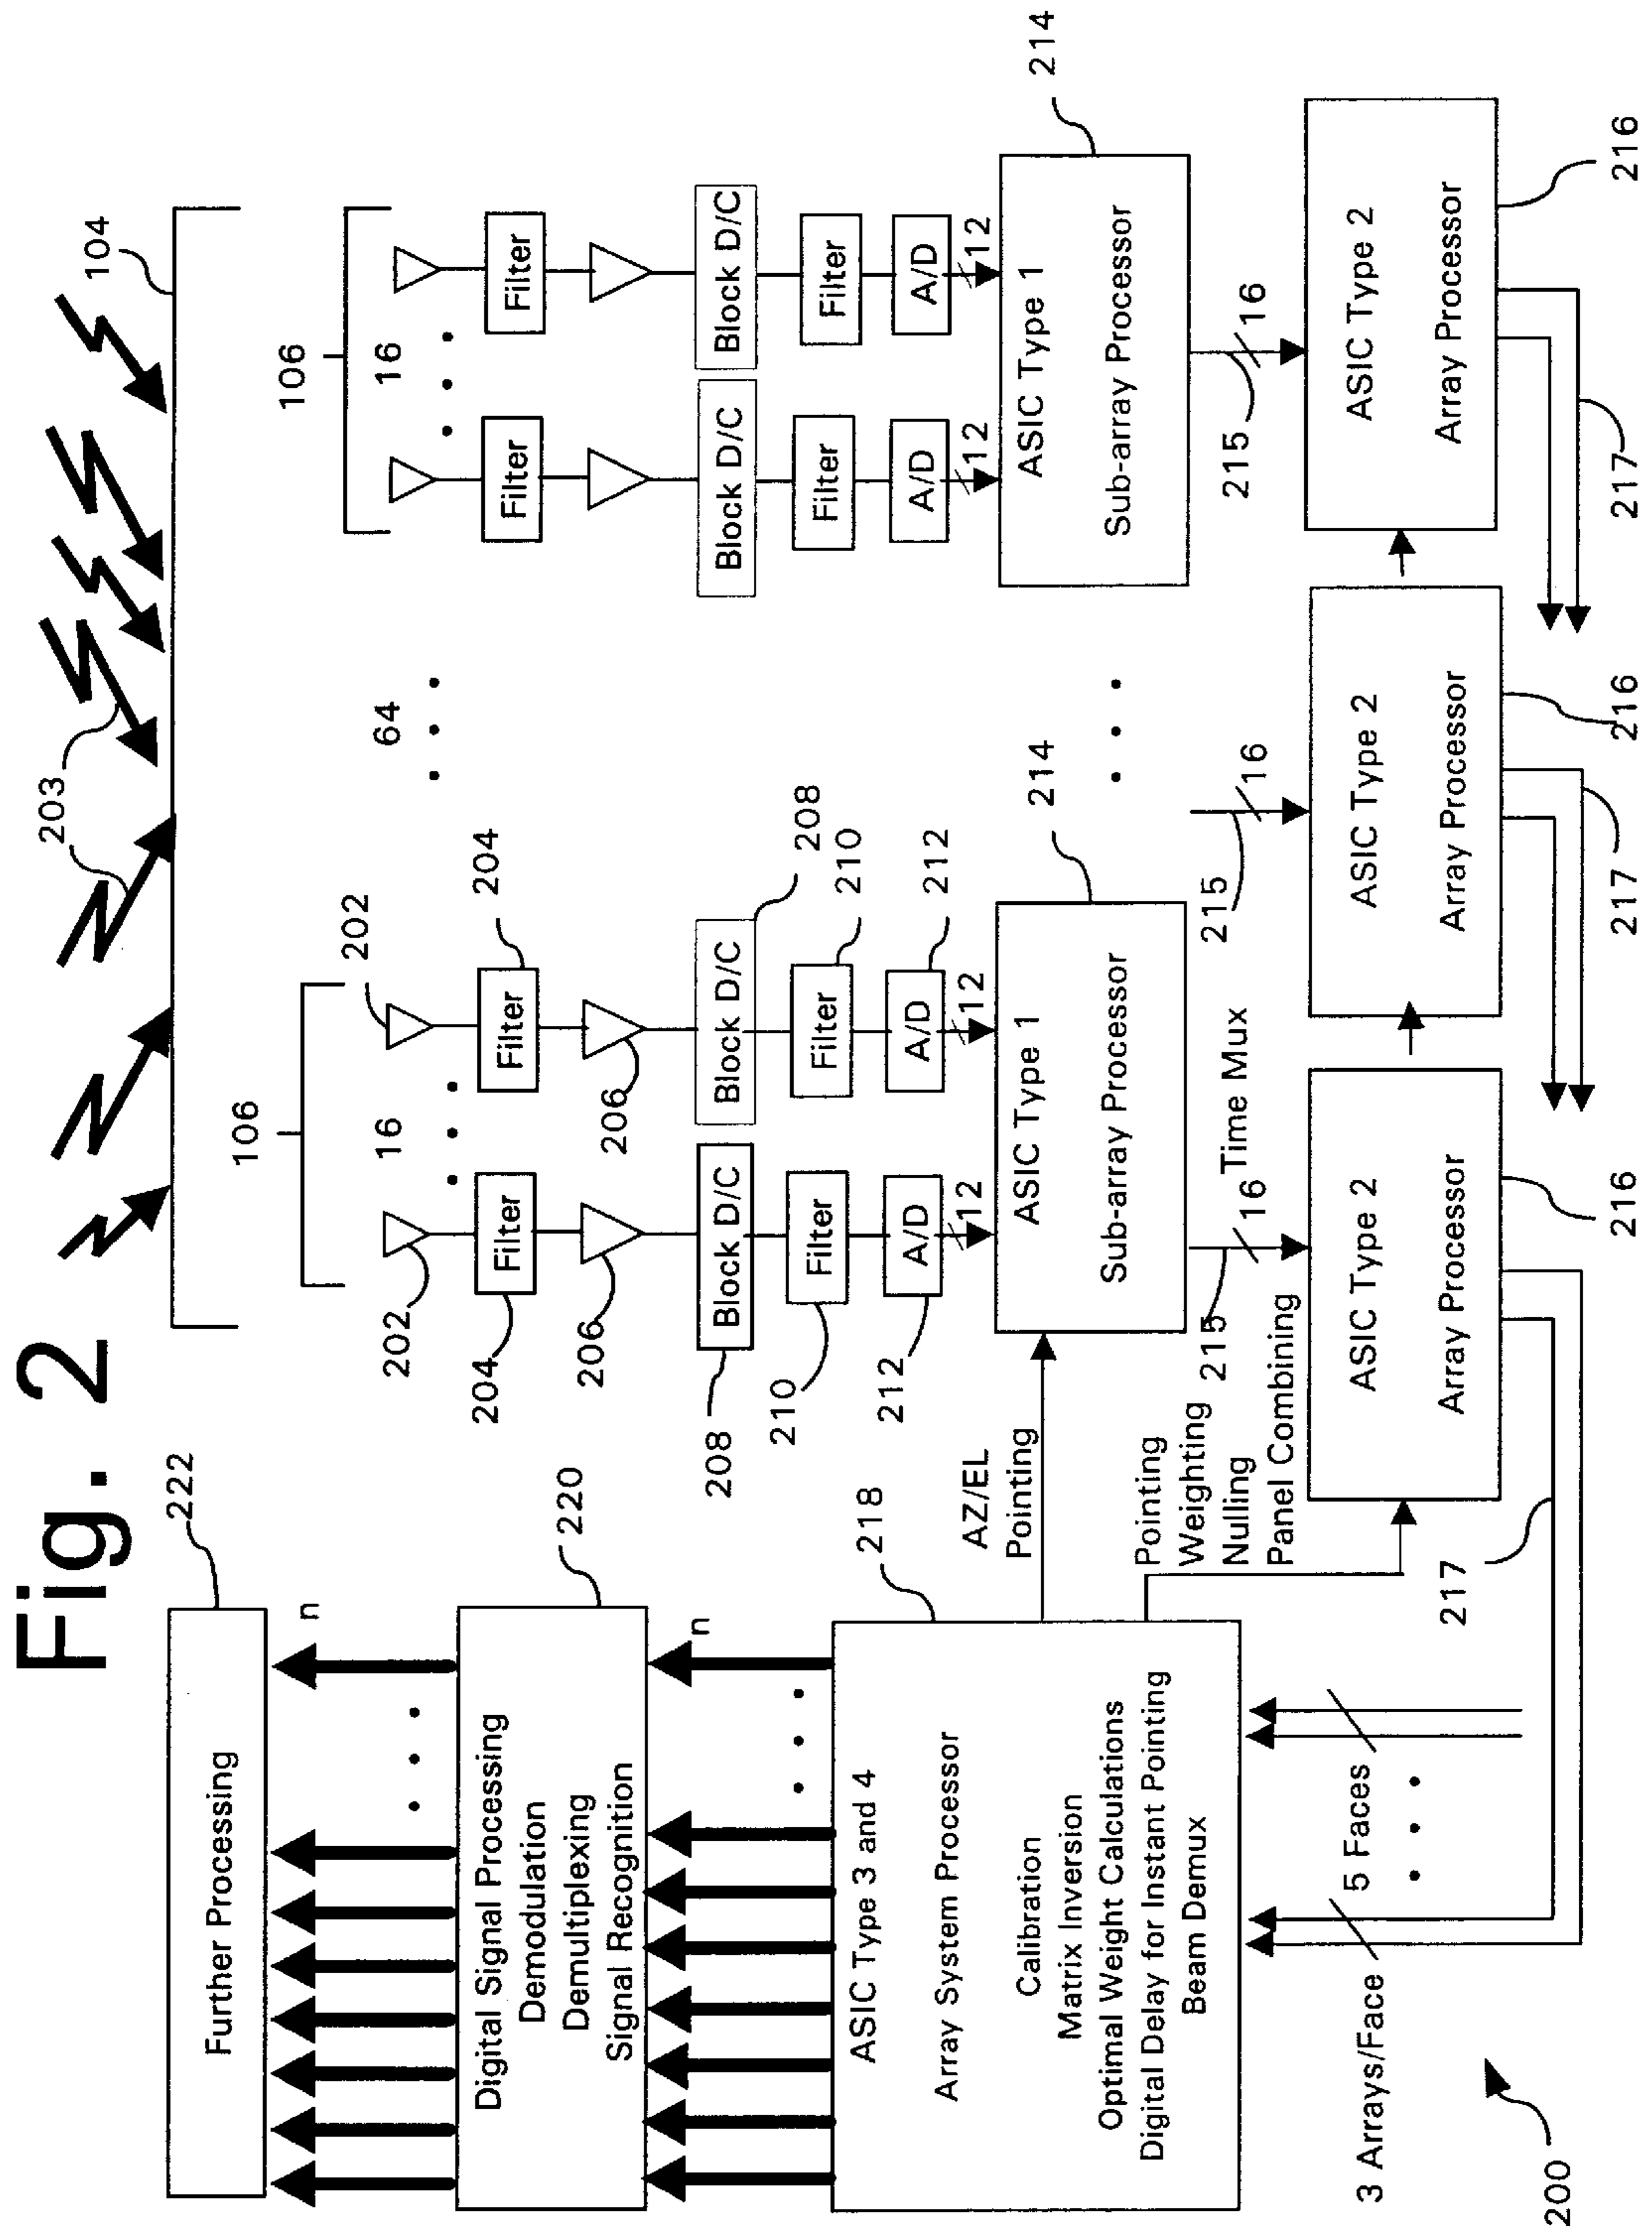 Fig. 2
222
Further Processing
n
220
Digital Signal Processing
Demodulation
Demultiplexing
Signal Recognition
n
218
ASIC Type 3 and 4
Array System Processor
Calibration
Matrix Inversion
Optimal Weight Calculations
Digital Delay for Instant Pointing
Beam Demux
3 Arrays/Face
5 Faces
200
AZ/EL
Pointing
Pointing
Weighting
Nulling
Panel Combining
217
203
104
106
16
202
202
204
Filter
Filter
204
206
206
208
Block D/C
Block D/C
208
210
Filter
Filter
210
212
A/D
A/D
212
12
12
ASIC Type 1
Sub-array Processor
214
215
16
Time Mux
ASIC Type 2
Array Processor
216
64
215
16
ASIC Type 2
Array Processor
216
217
106
16
Filter
Filter
Block D/C
Block D/C
Filter
Filter
A/D
A/D
12
12
ASIC Type 1
Sub-array Processor
214
215
16
ASIC Type 2
Array Processor
216
217